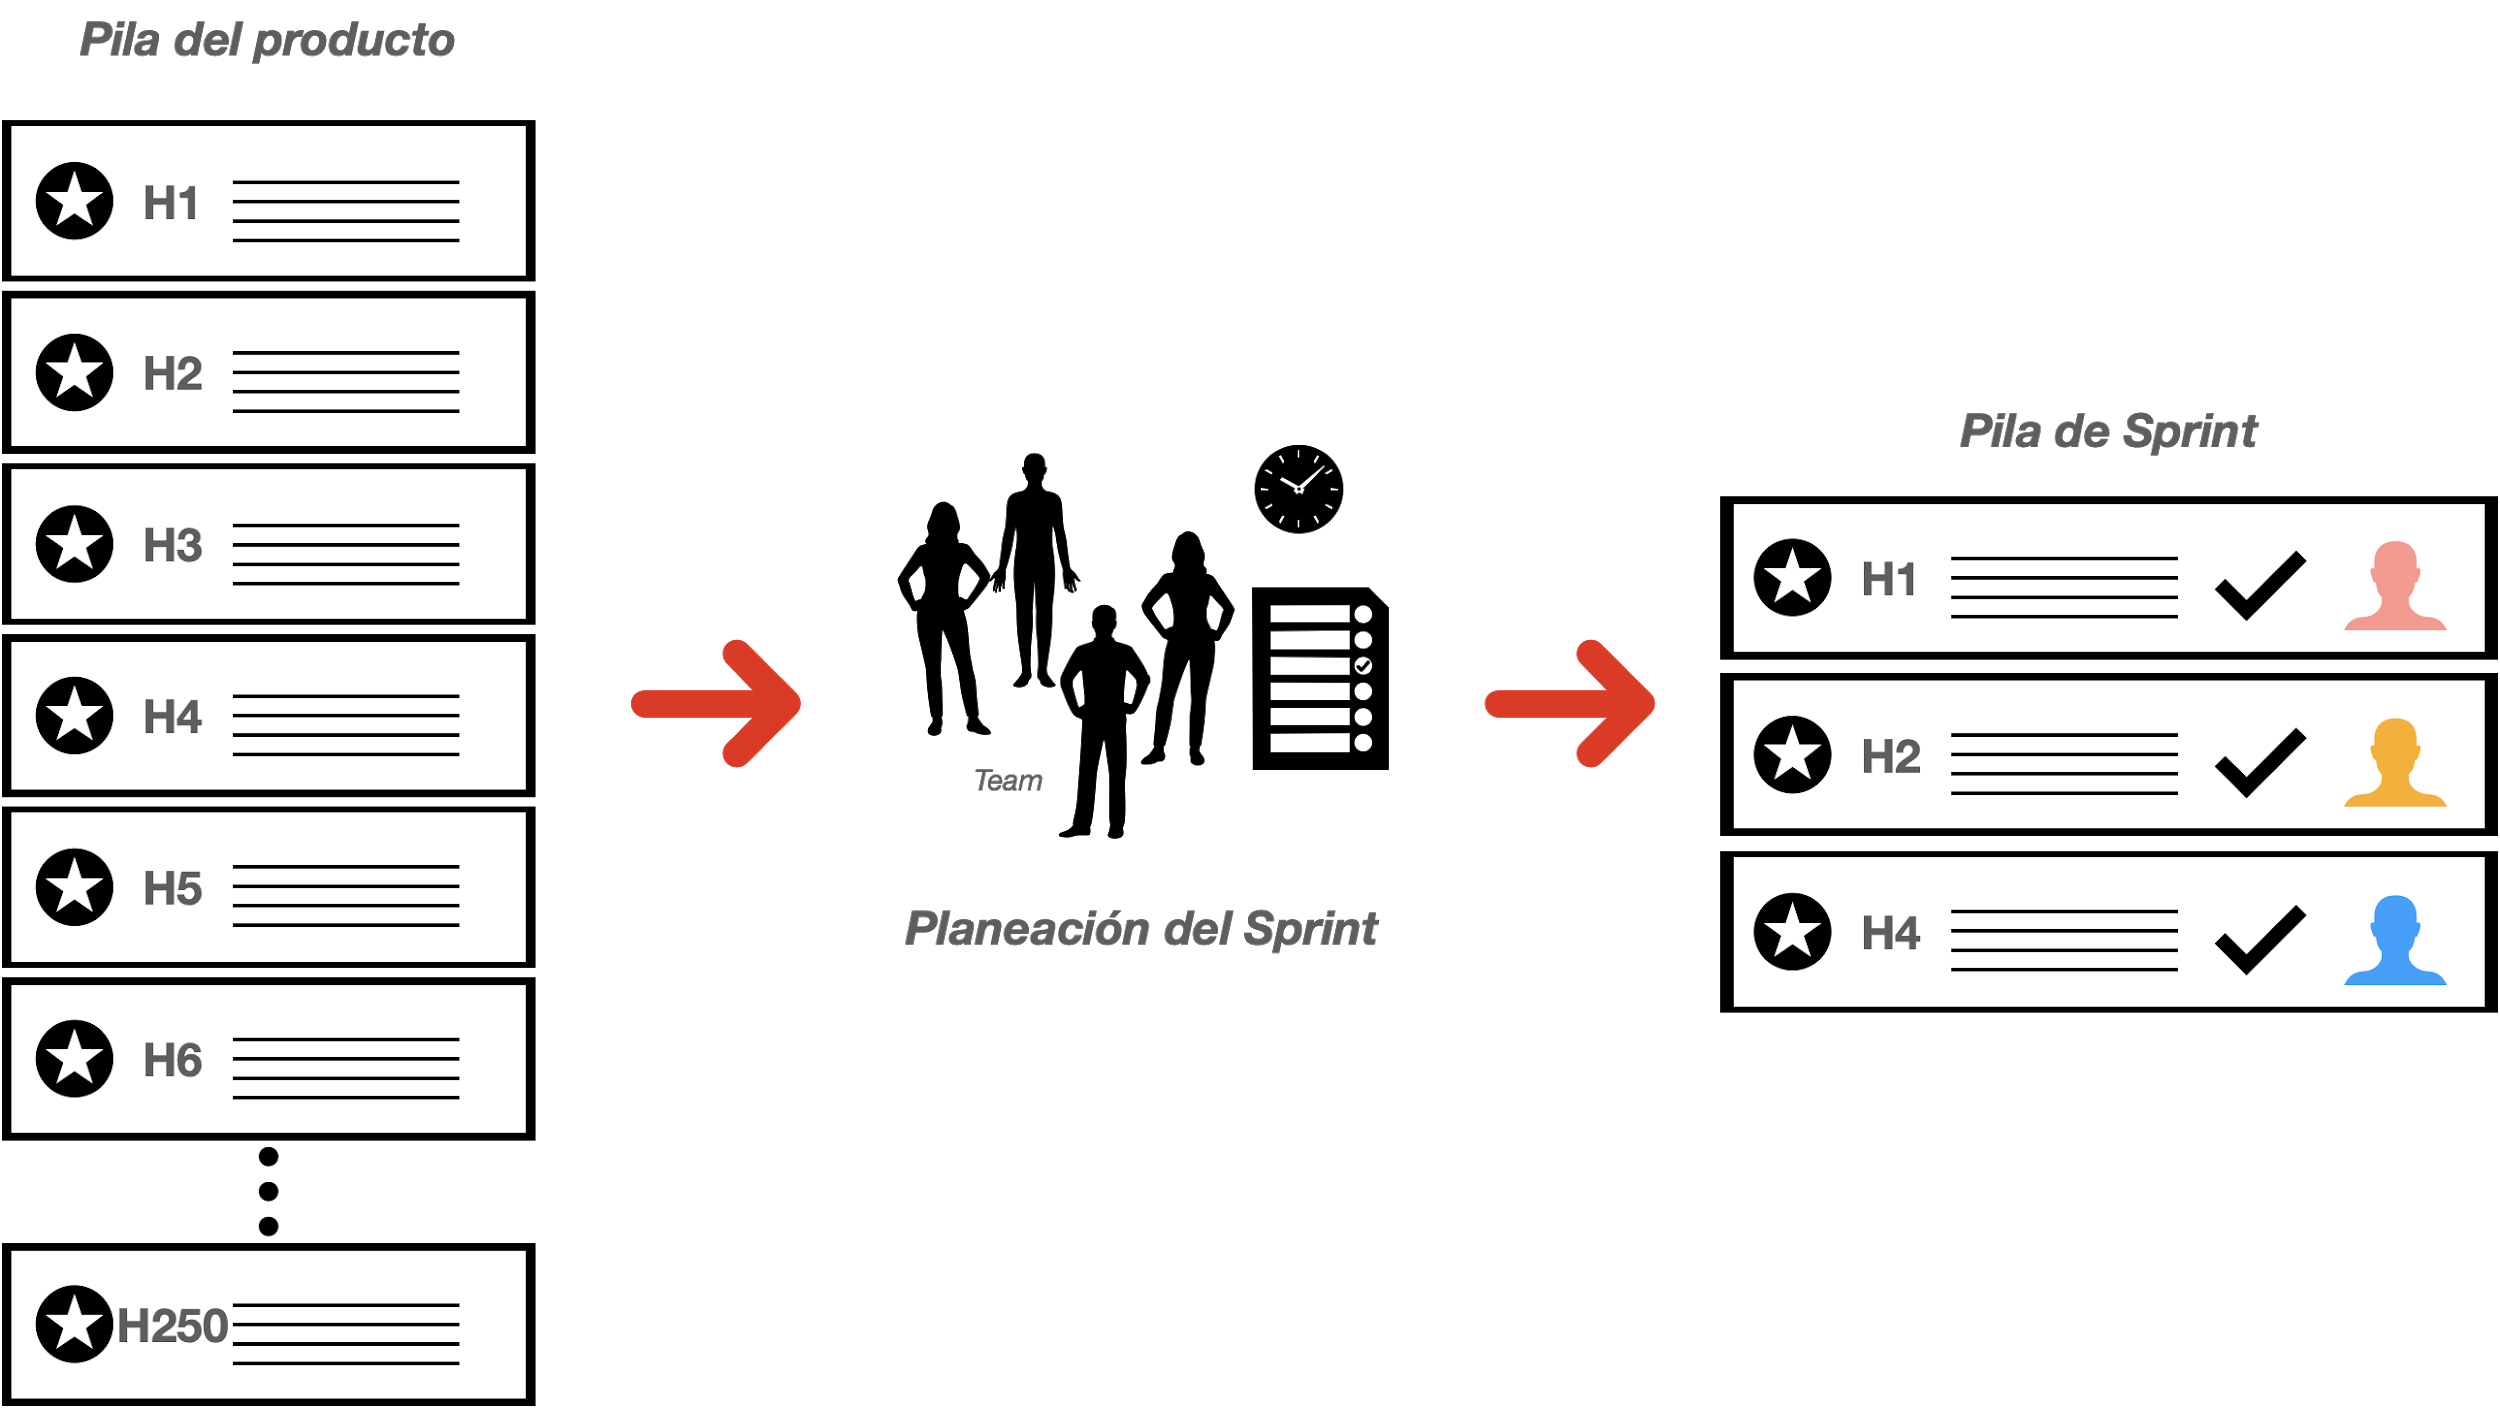 Pila del producto
H1
H2
H3
H4
H5
H6
H250
Team
Planeación del Sprint
Pila de Sprint
H1
H2
H4